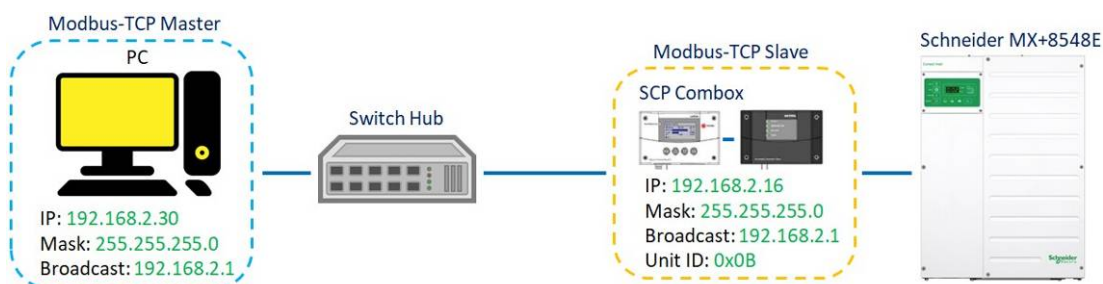 Modbus-TCP Master
PC
IP: 192.168.2.30
Mask: 255.255.255.0
Broadcast: 192.168.2.1
Switch Hub
Modbus-TCP Slave
SCP Combox
IP: 192.168.2.16
Mask: 255.255.255.0
Broadcast: 192.168.2.1
Unit ID: 0x0B
Schneider MX+8548E
Schneider